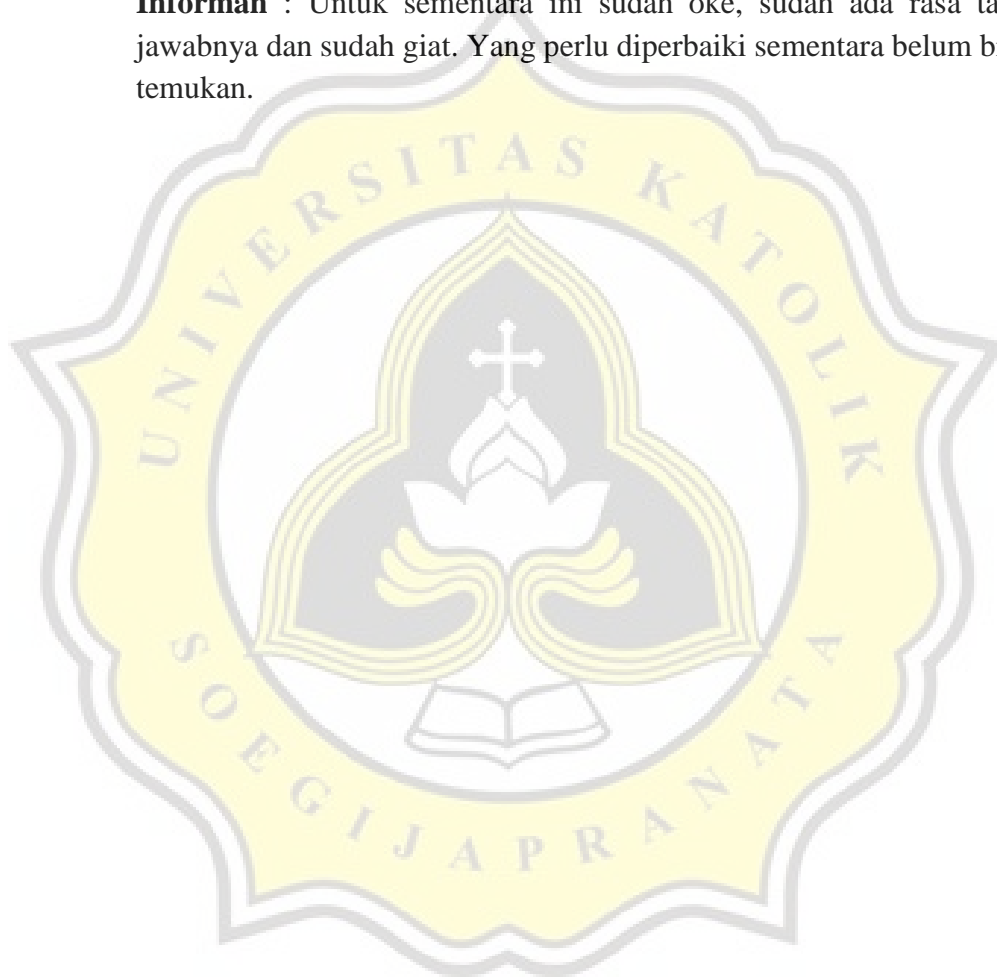 Informan : Untuk sementara ini sudah oke, sudah ada rasa
jawabnya dan sudah giat. Yang perlu diperbaiki sementara belum
temukan.
UNIVERSITAS KATOLIK
SOEGIJAPRANATA